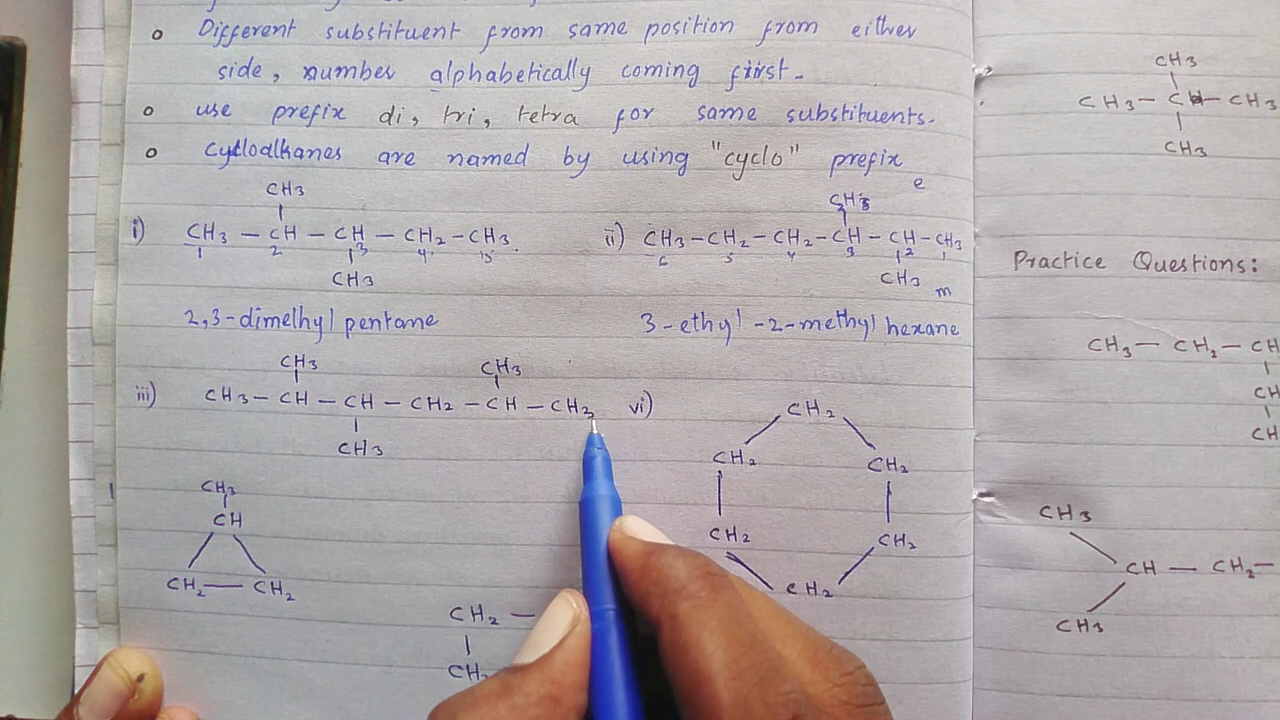 o Different substituent from same position from either
side, number alphabetically coming first.
o use prefix di, tri, tetra for same substituents.
o Cycloalkanes are named by using "cyclo" prefix
e
CH3 CH3
i) CH3 — CH — CH — CH2 — CH3. ii) CH3 — CH2 — CH2 — CH — CH — CH3
1 2 3 4 5 6 5 4 3 2 1
CH3 CH3 m
2,3-dimethyl pentane 3-ethyl-2-methyl hexane
CH3 CH3
iii) CH3 — CH — CH — CH2 — CH — CH3 vi) CH2
CH3 CH2 CH2
CH3
CH CH2 CH2
CH2 — CH2 CH2
CH2 —
CH2
CH3
CH3 — CH — CH3
CH3
Practice Questions:
CH3 — CH2 — CH
CH
CH
CH3
CH — CH2 —
CH3